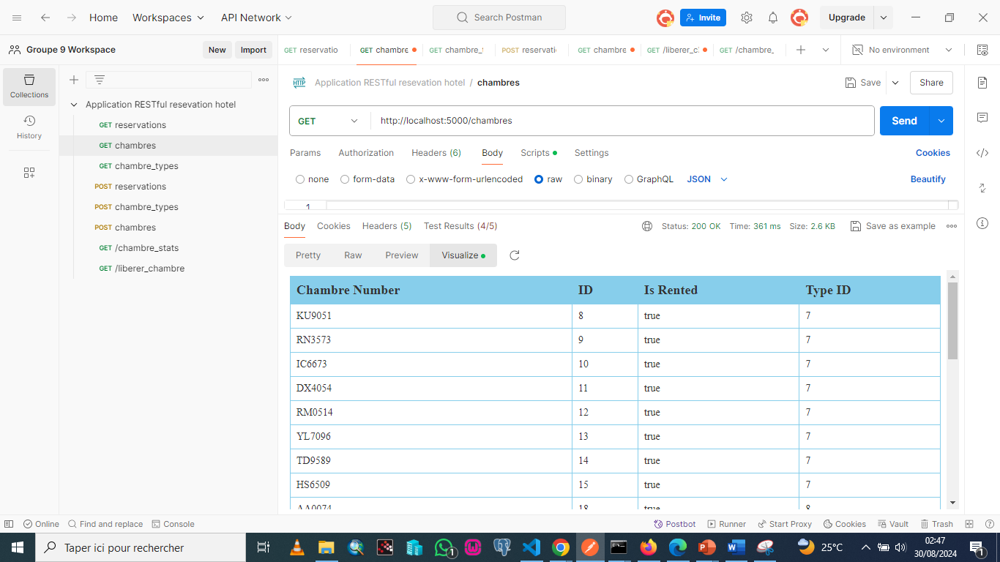 Home Workspaces API Network Search Postman Invite Upgrade
Groupe 9 Workspace New Import GET reservatio GET chambre GET chambre_t POST reservati GET chambre GET /liberer_c GET /chambre_ No environment
Collections
History
Application RESTful resevation hotel
GET reservations
GET chambres
GET chambre_types
POST reservations
POST chambre_types
POST chambres
GET /chambre_stats
GET /liberer_chambre
HTTP Application RESTful resevation hotel / chambres Save Share
GET http://localhost:5000/chambres Send
Params Authorization Headers (6) Body Scripts Settings Cookies
none form-data x-www-form-urlencoded raw binary GraphQL JSON Beautify
1
Body Cookies Headers (5) Test Results (4/5) Status: 200 OK Time: 361 ms Size: 2.6 KB Save as example
Pretty Raw Preview Visualize
Chambre Number ID Is Rented Type ID
KU9051 8 true 7
RN3573 9 true 7
IC6673 10 true 7
DX4054 11 true 7
RM0514 12 true 7
YL7096 13 true 7
TD9589 14 true 7
HS6509 15 true 7
AA0074 18 true 8
Online Find and replace Console Postbot Runner Start Proxy Cookies Vault Trash
Taper ici pour rechercher 1 25°C 02:47 1
30/08/2024